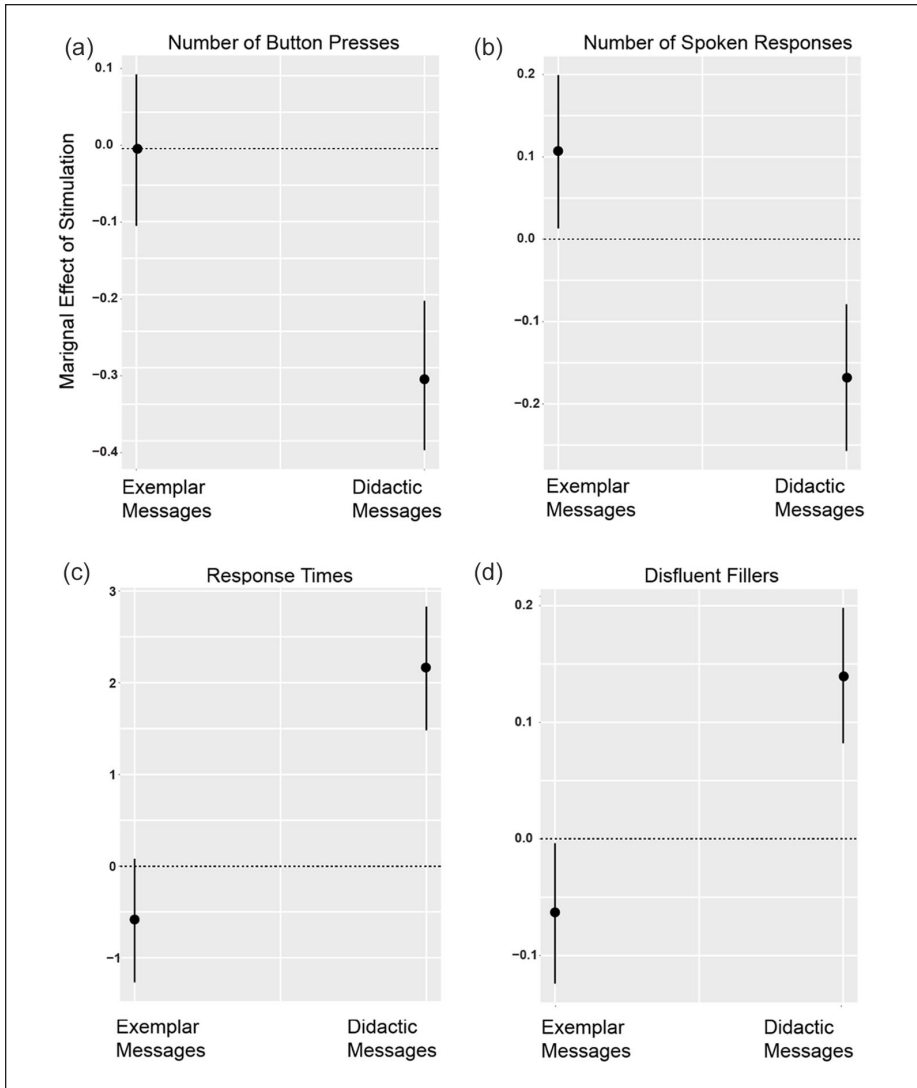 (a) Number of Button Presses
0.1
0.0
−0.1
−0.2
−0.3
−0.4
Marignal Effect of Stimulation
Exemplar Messages
Didactic Messages
(b) Number of Spoken Responses
0.2
0.1
0.0
−0.1
−0.2
Exemplar Messages
Didactic Messages
(c) Response Times
3
2
1
0
−1
Exemplar Messages
Didactic Messages
(d) Disfluent Fillers
0.2
0.1
0.0
−0.1
Exemplar Messages
Didactic Messages